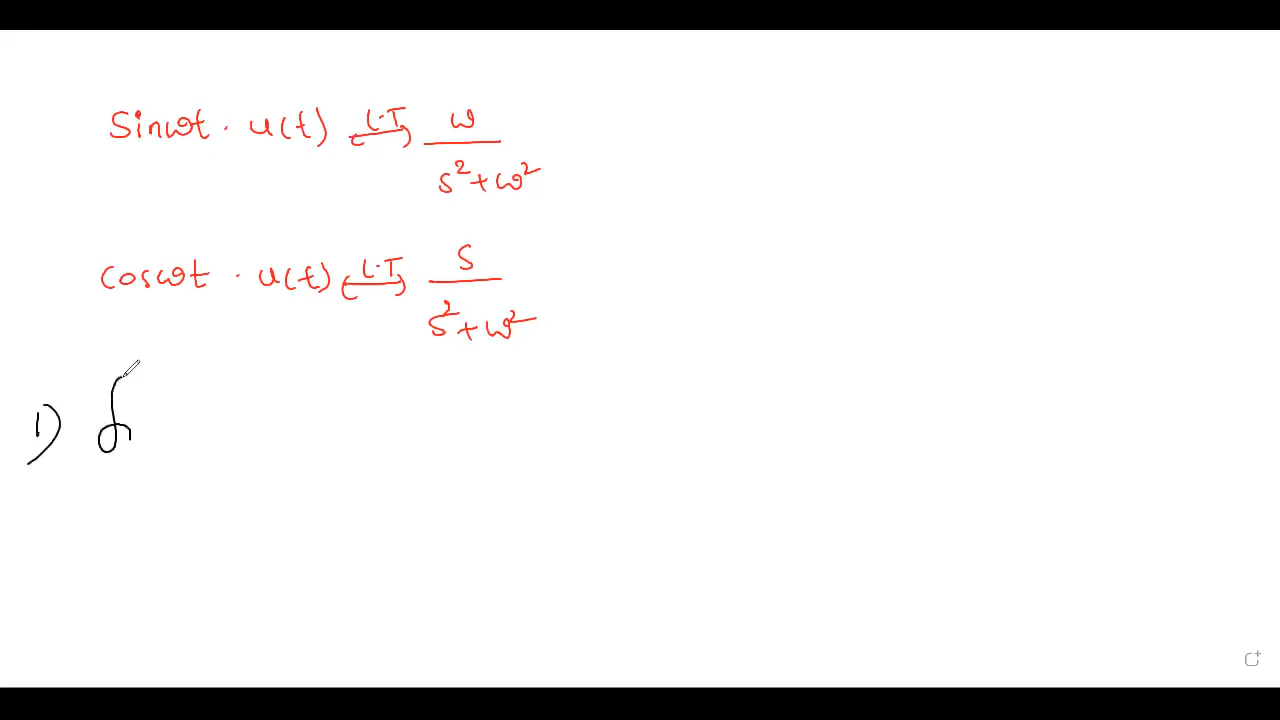 Sinωt · u(t) ⟷ L.T ω / s²+ω²
Cosωt · u(t) ⟷ L.T S / s²+ω²
1)